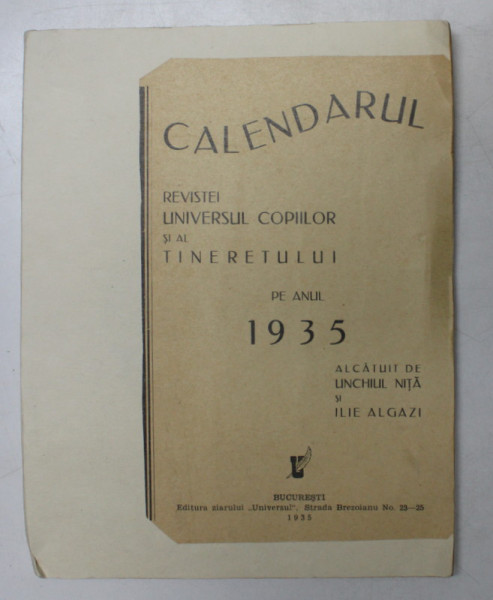 CALENDARUL
REVISTEI
UNIVERSUL COPIILOR
ȘI AL
TINERETULUI
PE ANUL
1935
ALCĂTUIT DE
UNCHIUL NIȚĂ
ȘI
ILIE ALGAZI
BUCUREȘTI
Editura ziarului „Universul”, Strada Brezoianu No. 23—25
1935